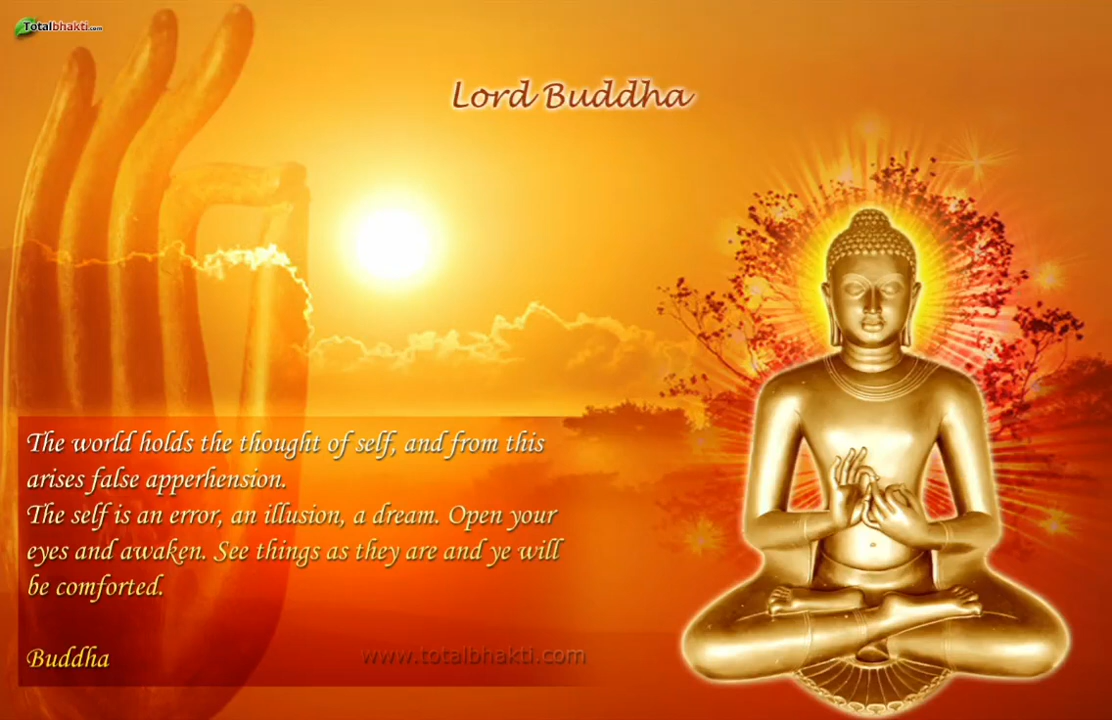 Totalbhakti.com
Lord Buddha
The world holds the thought of self, and from this
arises false apperhension.
The self is an error, an illusion, a dream. Open your
eyes and awaken. See things as they are and ye will
be comforted.
Buddha
www.totalbhakti.com